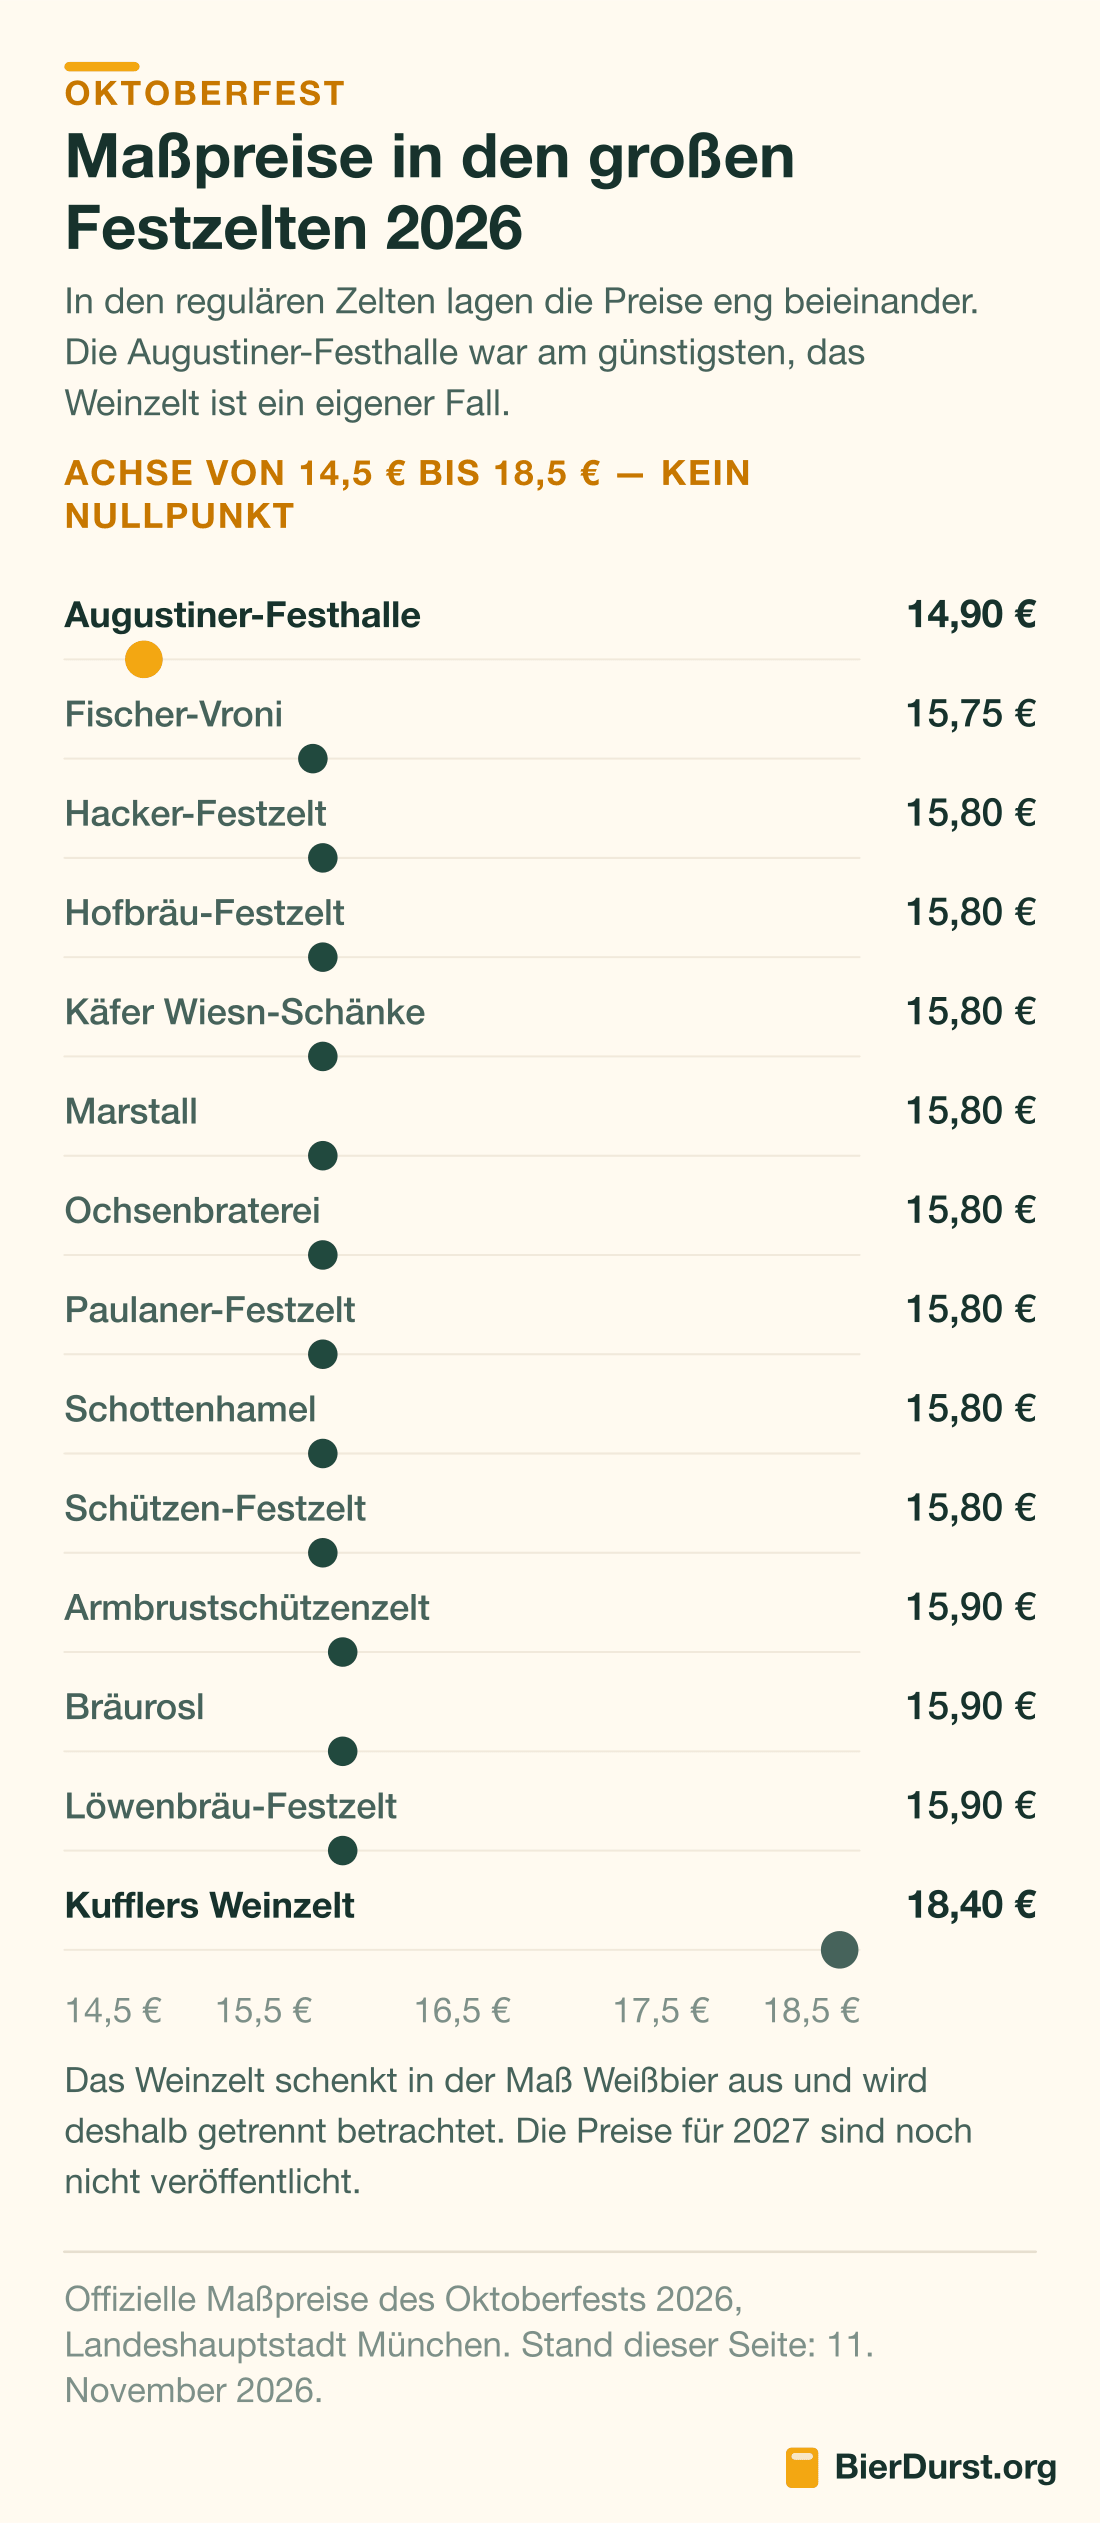 OKTOBERFEST
Maßpreise in den großen
Festzelten 2026
In den regulären Zelten lagen die Preise eng beieinander.
Die Augustiner-Festhalle war am günstigsten, das
Weinzelt ist ein eigener Fall.
ACHSE VON 14,5 € BIS 18,5 € — KEIN
NULLPUNKT
Augustiner-Festhalle 14,90 €
Fischer-Vroni 15,75 €
Hacker-Festzelt 15,80 €
Hofbräu-Festzelt 15,80 €
Käfer Wiesn-Schänke 15,80 €
Marstall 15,80 €
Ochsenbraterei 15,80 €
Paulaner-Festzelt 15,80 €
Schottenhamel 15,80 €
Schützen-Festzelt 15,80 €
Armbrustschützenzelt 15,90 €
Bräurosl 15,90 €
Löwenbräu-Festzelt 15,90 €
Kufflers Weinzelt 18,40 €
14,5 € 15,5 € 16,5 € 17,5 € 18,5 €
Das Weinzelt schenkt in der Maß Weißbier aus und wird
deshalb getrennt betrachtet. Die Preise für 2027 sind noch
nicht veröffentlicht.
Offizielle Maßpreise des Oktoberfests 2026,
Landeshauptstadt München. Stand dieser Seite: 11.
November 2026.
BierDurst.org